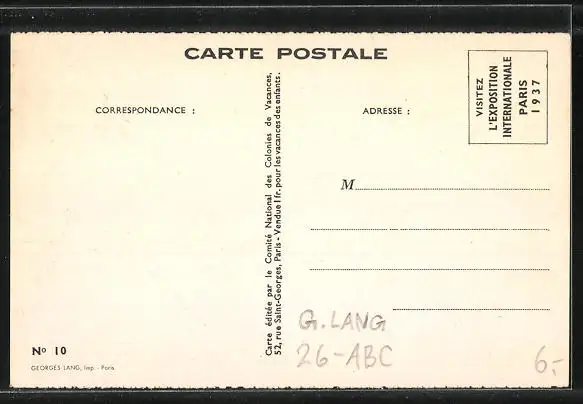 CARTE POSTALE
CORRESPONDANCE :
Carte éditée par le Comité National des Colonies de Vacances,
52, rue Saint-Georges, Paris - Vendue 1 fr. pour les vacances des enfants.
ADRESSE :
VISITEZ
L'EXPOSITION
INTERNATIONALE
PARIS
1937
M
G. LANG
26-ABC
6.-
No 10
GEORGES LANG, Imp. - Paris